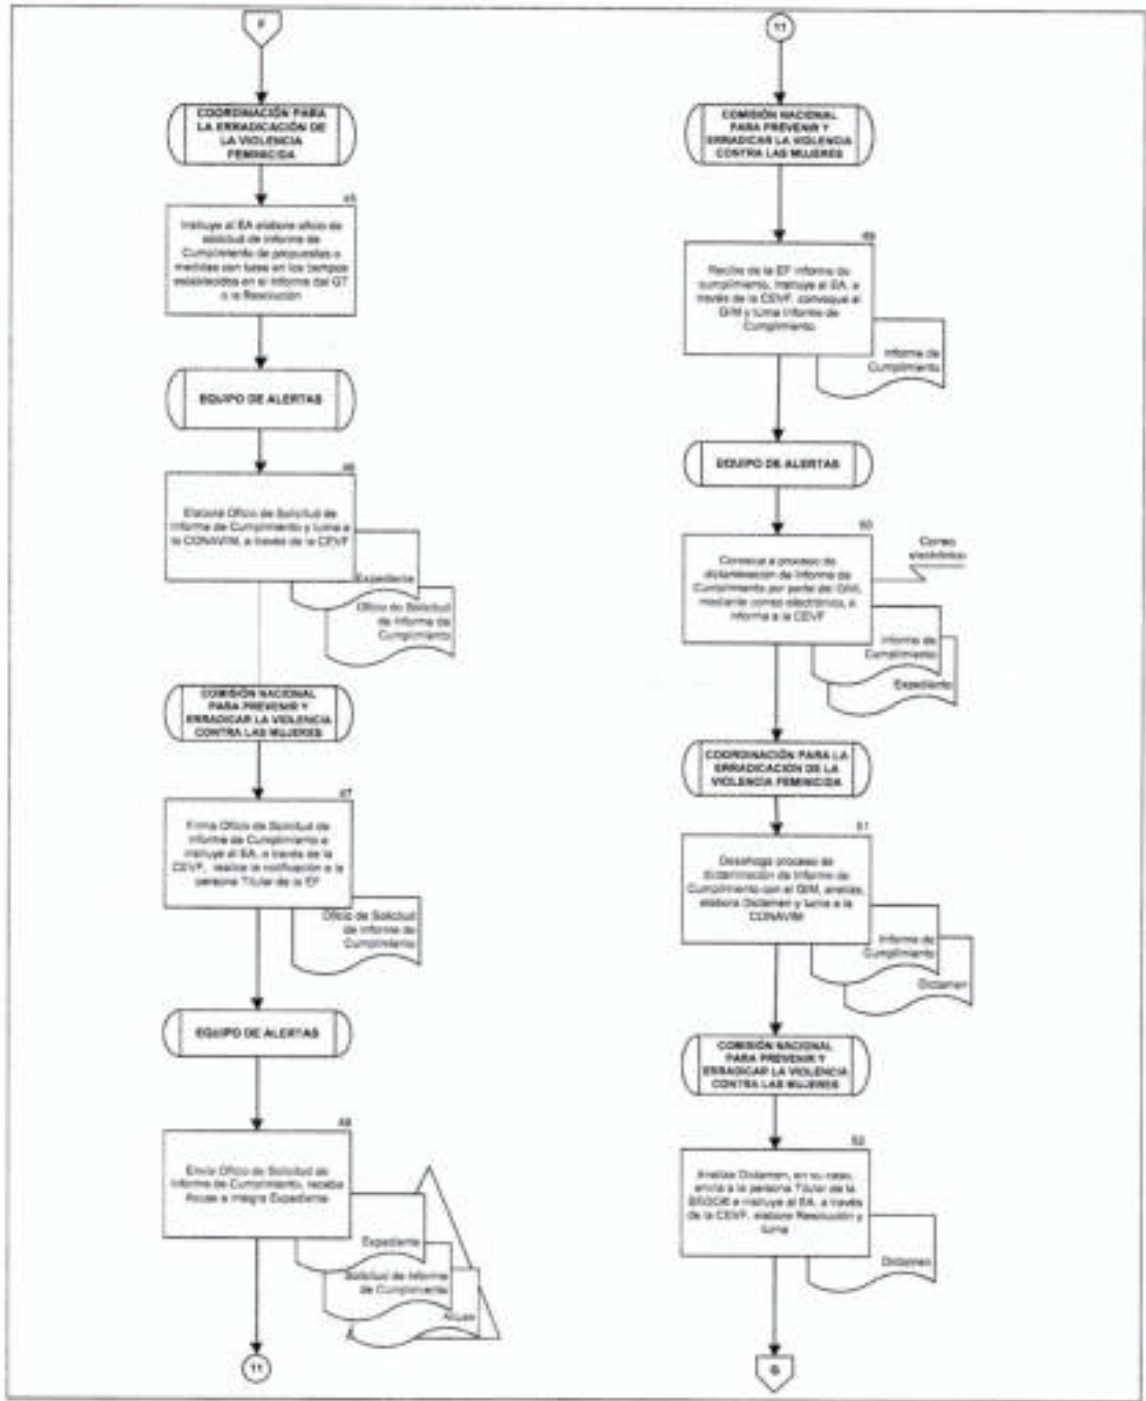 F
COORDINACIÓN PARA
LA ERRADICACIÓN DE
LA VIOLENCIA
FEMINICIDA
45
Instruye al EA elabore oficio de
solicitud de Informe de
Cumplimiento de propuestas o
medidas con base en los tiempos
establecidos en el Informe del GT
o la Resolución
EQUIPO DE ALERTAS
46
Elabora Oficio de Solicitud de
Informe de Cumplimiento y turna a
la CONAVIM, a través de la CEVF
Expediente
Oficio de Solicitud
de Informe de
Cumplimiento
COMISIÓN NACIONAL
PARA PREVENIR Y
ERRADICAR LA VIOLENCIA
CONTRA LAS MUJERES
47
Firma Oficio de Solicitud de
Informe de Cumplimiento e
instruye al EA, a través de la
CEVF, realice la notificación a la
persona Titular de la EF
Oficio de Solicitud
de Informe de
Cumplimiento
EQUIPO DE ALERTAS
48
Envía Oficio de Solicitud de
Informe de Cumplimiento, recaba
Acuse e integra Expediente
Expediente
Solicitud de Informe
de Cumplimiento
Acuse
11
11
COMISIÓN NACIONAL
PARA PREVENIR Y
ERRADICAR LA VIOLENCIA
CONTRA LAS MUJERES
49
Recibe de la EF informe de
cumplimiento, instruye al EA, a
través de la CEVF, convoque al
GIM y turna Informe de
Cumplimiento
Informe de
Cumplimiento
EQUIPO DE ALERTAS
50
Convoca a proceso de
dictaminación de Informe de
Cumplimiento por parte del GIM,
mediante correo electrónico, e
informa a la CEVF
Correo
electrónico
Informe de
Cumplimiento
Expediente
COORDINACIÓN PARA LA
ERRADICACIÓN DE LA
VIOLENCIA FEMINICIDA
51
Desahoga proceso de
dictaminación de Informe de
Cumplimiento con el GIM, analiza,
elabora Dictamen y turna a la
CONAVIM
Informe de
Cumplimiento
Dictamen
COMISIÓN NACIONAL
PARA PREVENIR Y
ERRADICAR LA VIOLENCIA
CONTRA LAS MUJERES
52
Analiza Dictamen, en su caso,
envía a la persona Titular de la
SEGOB e instruye al EA, a través
de la CEVF, elabore Resolución y
turna
Dictamen
G